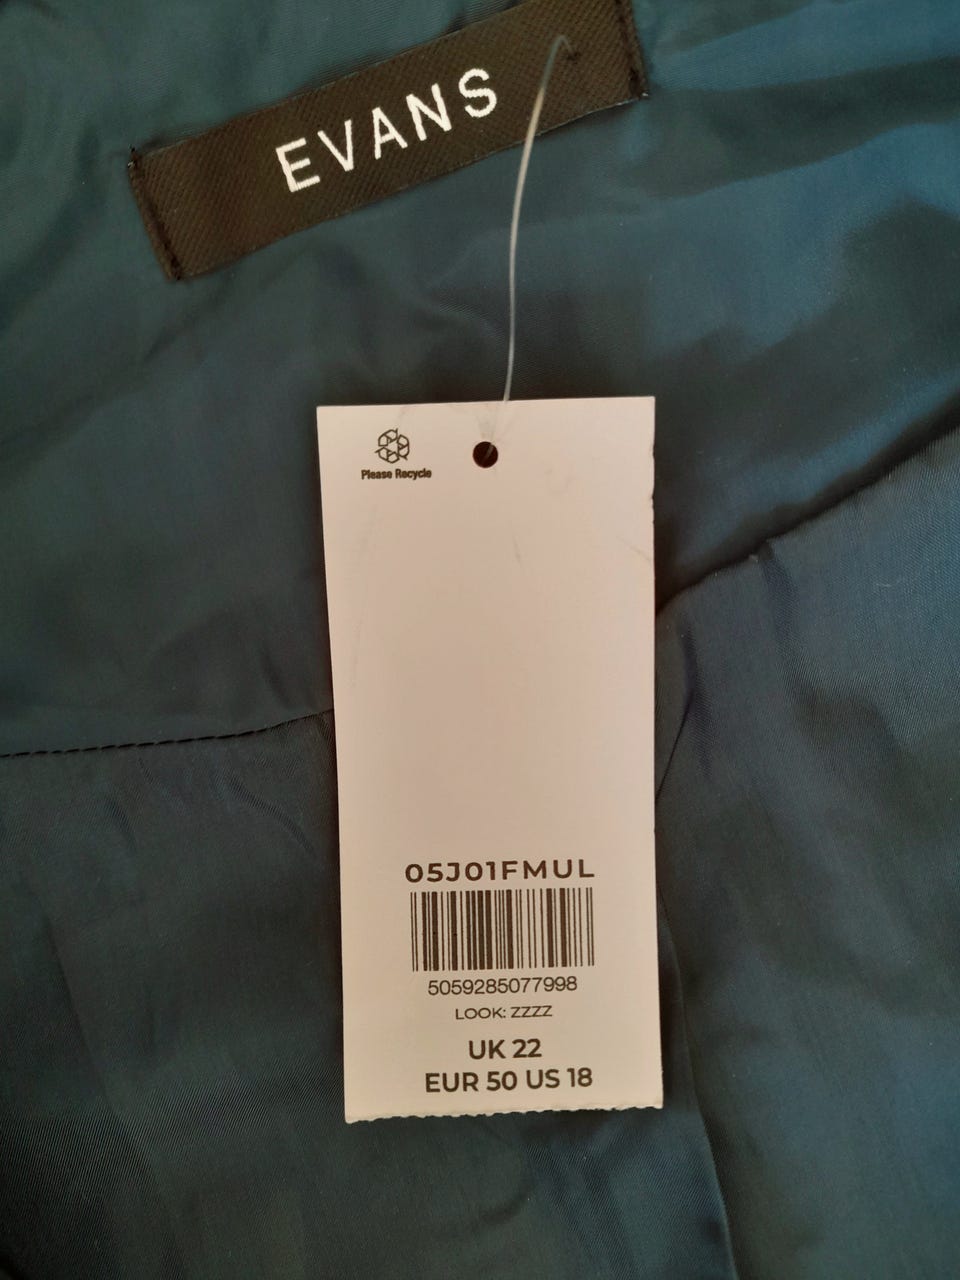 EVANS
Please Recycle
05J01FMUL
5059285077998
LOOK: ZZZZ
UK 22
EUR 50 US 18